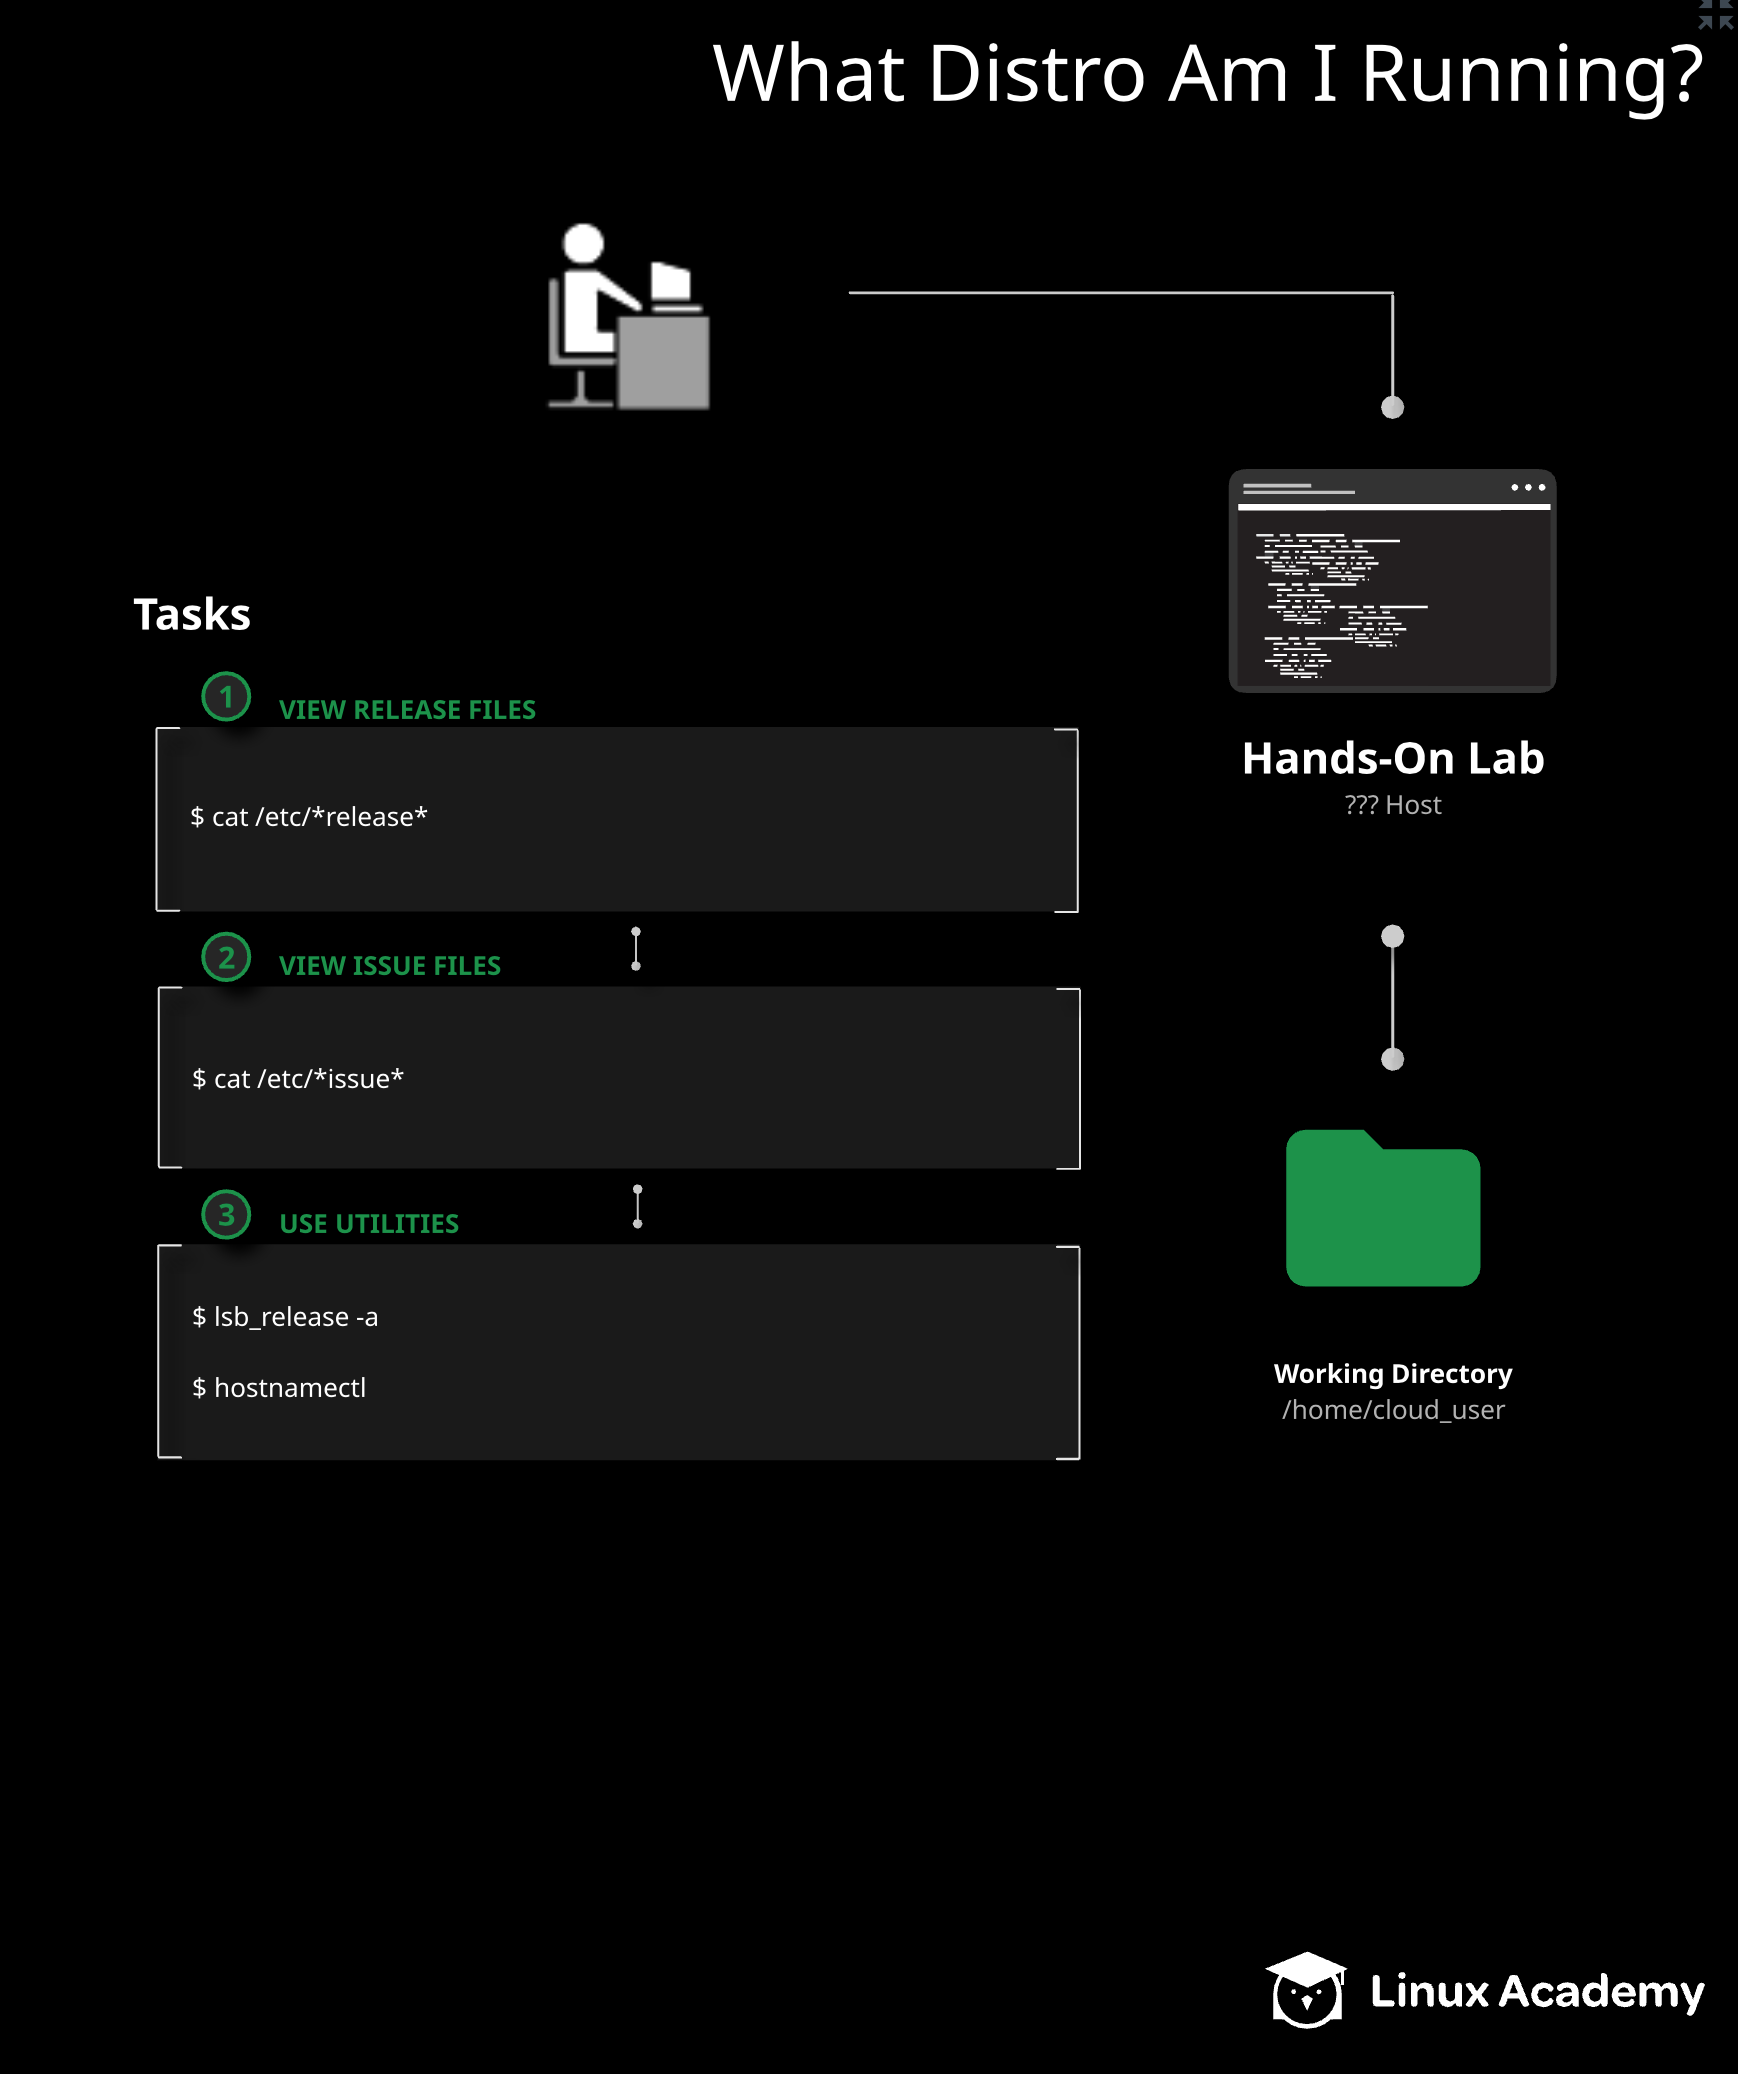 What Distro Am I Running?
Tasks
1
VIEW RELEASE FILES
$ cat /etc/*release*
2
VIEW ISSUE FILES
$ cat /etc/*issue*
3
USE UTILITIES
$ lsb_release -a
$ hostnamectl
Hands-On Lab
??? Host
Working Directory
/home/cloud_user
Linux Academy